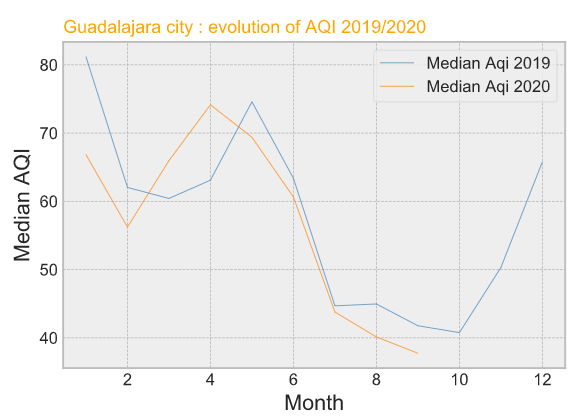 Guadalajara city : evolution of AQI 2019/2020
Median Aqi 2019
Median Aqi 2020
Median AQI
80
70
60
50
40
2 4 6 8 10 12
Month